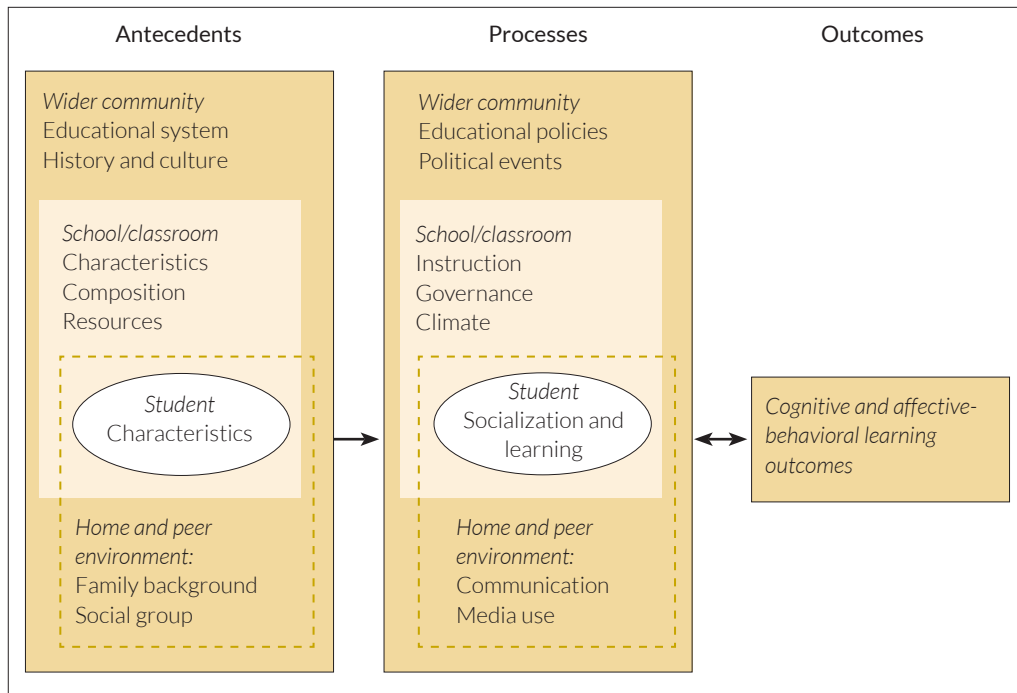 Antecedents
Processes
Outcomes
Wider community
Educational system
History and culture
School/classroom
Characteristics
Composition
Resources
Student
Characteristics
Home and peer
environment:
Family background
Social group
Wider community
Educational policies
Political events
School/classroom
Instruction
Governance
Climate
Student
Socialization and
learning
Home and peer
environment:
Communication
Media use
Cognitive and affective-
behavioral learning
outcomes